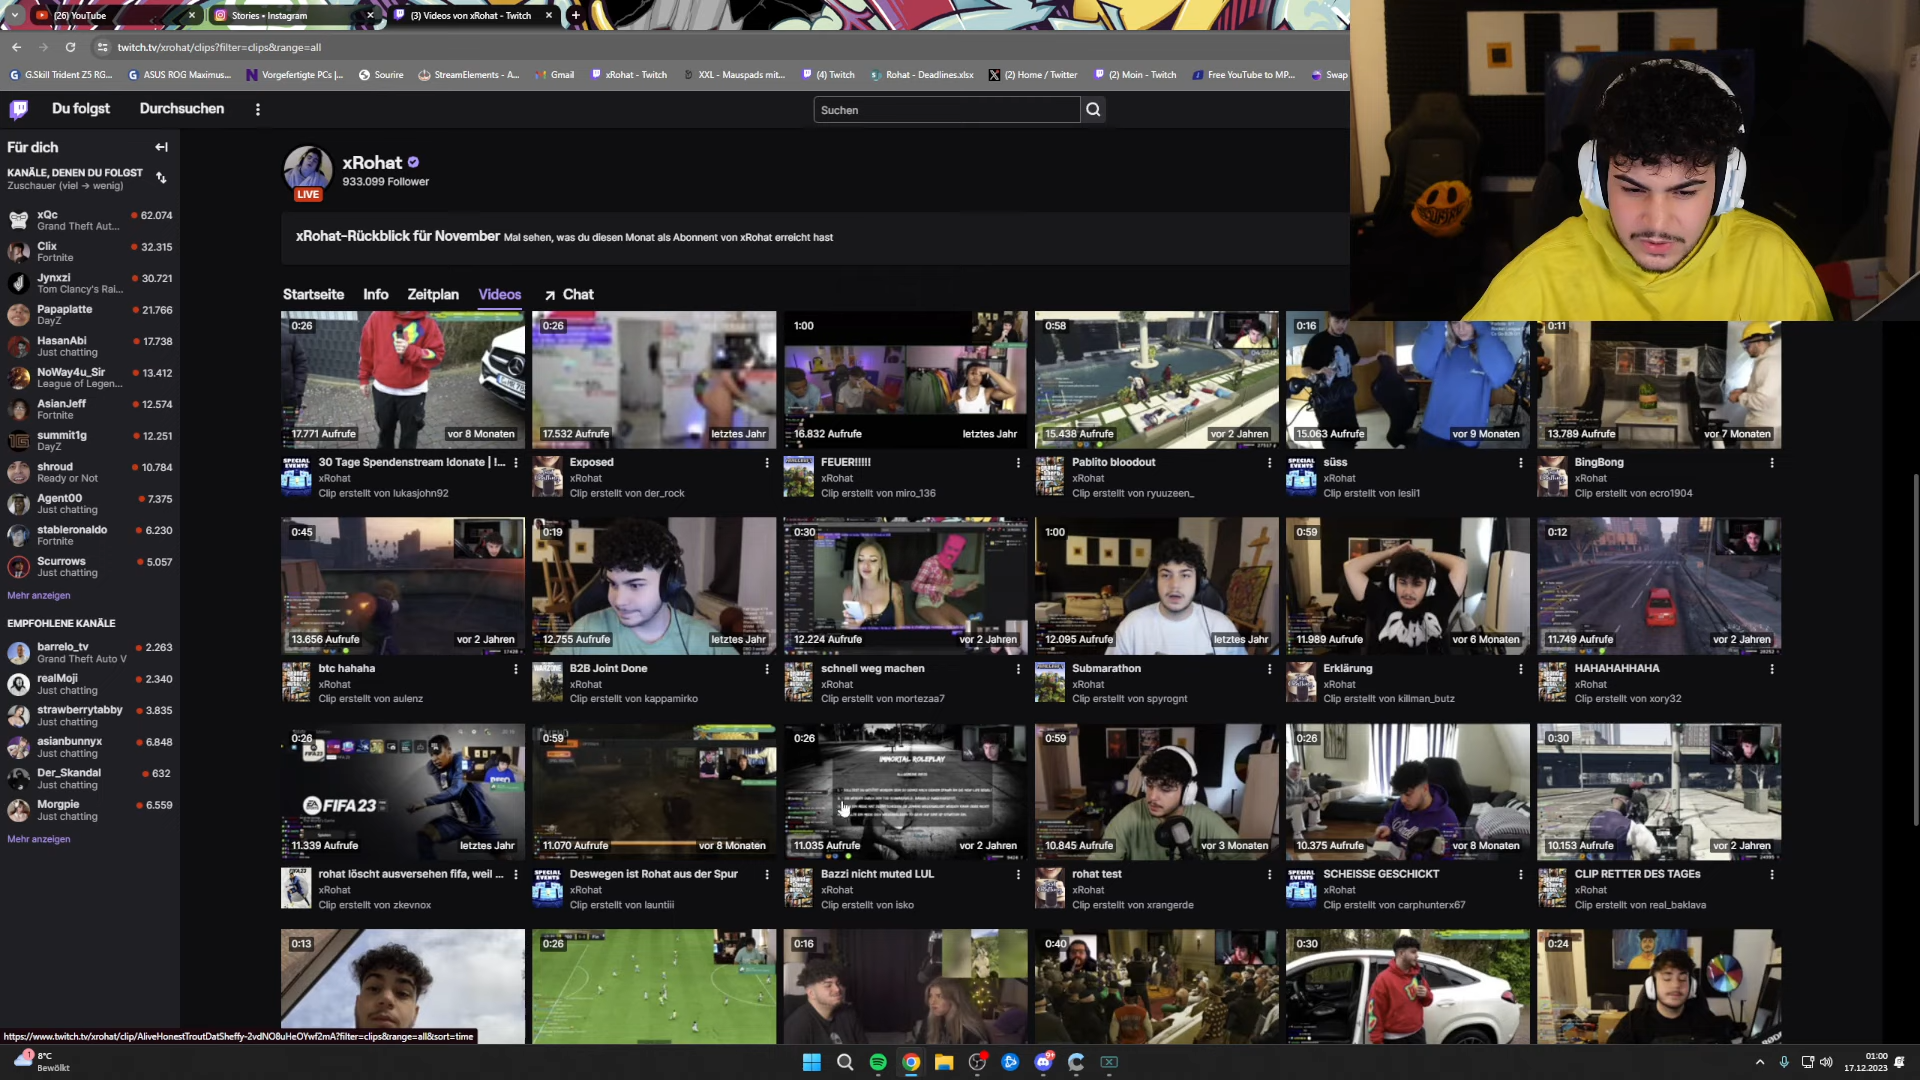 (26) YouTube
Stories • Instagram
(3) Videos von xRohat - Twitch
twitch.tv/xrohat/clips?filter=clips&range=all
G.Skill Trident Z5 RG...
ASUS ROG Maximus...
Vorgefertigte PCs |...
Sourire
StreamElements - A...
Gmail
xRohat - Twitch
XXL - Mauspads mit...
(4) Twitch
Rohat - Deadlines.xlsx
(2) Home / Twitter
(2) Moin - Twitch
Free YouTube to MP...
Swap
Du folgst
Durchsuchen
Suchen
Für dich
KANÄLE, DENEN DU FOLGST
Zuschauer (viel → wenig)
xQc
62.074
Grand Theft Aut...
Clix
32.315
Fortnite
Jynxzi
30.721
Tom Clancy's Rai...
Papaplatte
21.766
DayZ
HasanAbi
17.738
Just chatting
NoWay4u_Sir
13.412
League of Legen...
AsianJeff
12.574
Fortnite
summit1g
12.251
DayZ
shroud
10.784
Ready or Not
Agent00
7.375
Just chatting
stableronaldo
6.230
Fortnite
Scurrows
5.057
Just chatting
Mehr anzeigen
EMPFOHLENE KANÄLE
barrelo_tv
2.263
Grand Theft Auto V
realMoji
2.340
Just chatting
strawberrytabby
3.835
Just chatting
asianbunnyx
6.848
Just chatting
Der_Skandal
632
Just chatting
Morgpie
6.559
Just chatting
Mehr anzeigen
xRohat
933.099 Follower
LIVE
xRohat-Rückblick für November Mal sehen, was du diesen Monat als Abonnent von xRohat erreicht hast
Startseite
Info
Zeitplan
Videos
Chat
0:26
0:26
1:00
0:58
0:16
0:11
17.771 Aufrufe
vor 8 Monaten
17.532 Aufrufe
letztes Jahr
16.832 Aufrufe
letztes Jahr
15.438 Aufrufe
vor 2 Jahren
15.063 Aufrufe
vor 9 Monaten
13.789 Aufrufe
vor 7 Monaten
30 Tage Spendenstream !donate | !...
Exposed
FEUER!!!!!
Pablito bloodout
süss
BingBong
xRohat
xRohat
xRohat
xRohat
xRohat
xRohat
Clip erstellt von lukasjohn92
Clip erstellt von der_rock
Clip erstellt von miro_136
Clip erstellt von ryuuzeen_
Clip erstellt von lesli1
Clip erstellt von ecro1904
0:45
0:19
0:30
1:00
0:59
0:12
13.656 Aufrufe
vor 2 Jahren
12.755 Aufrufe
letztes Jahr
12.224 Aufrufe
vor 2 Jahren
12.095 Aufrufe
letztes Jahr
11.989 Aufrufe
vor 6 Monaten
11.749 Aufrufe
vor 2 Jahren
btc hahaha
B2B Joint Done
schnell weg machen
Submarathon
Erklärung
HAHAHAHHAHA
xRohat
xRohat
xRohat
xRohat
xRohat
xRohat
Clip erstellt von aulenz
Clip erstellt von kappamirko
Clip erstellt von mortezaa7
Clip erstellt von spyrognt
Clip erstellt von killman_butz
Clip erstellt von xory32
0:26
0:59
0:26
0:59
0:26
0:30
EA FIFA 23
IMMORTAL ROLEPLAY
11.339 Aufrufe
letztes Jahr
11.070 Aufrufe
vor 8 Monaten
11.035 Aufrufe
vor 2 Jahren
10.845 Aufrufe
vor 3 Monaten
10.375 Aufrufe
vor 8 Monaten
10.153 Aufrufe
vor 2 Jahren
rohat löscht ausversehen fifa, weil ...
Deswegen ist Rohat aus der Spur
Bazzi nicht muted LUL
rohat test
SCHEISSE GESCHICKT
CLIP RETTER DES TAGEs
xRohat
xRohat
xRohat
xRohat
xRohat
xRohat
Clip erstellt von zkevnox
Clip erstellt von launtiii
Clip erstellt von isko
Clip erstellt von xrangerde
Clip erstellt von carphunterx67
Clip erstellt von real_baklava
0:13
0:26
0:16
0:40
0:30
0:24
https://www.twitch.tv/xrohat/clip/AliveHonestTroutDatSheffy-2vdNO8uHeOYwf2mA?filter=clips&range=all&sort=time
8°C
Bewölkt
01:00
17.12.2023